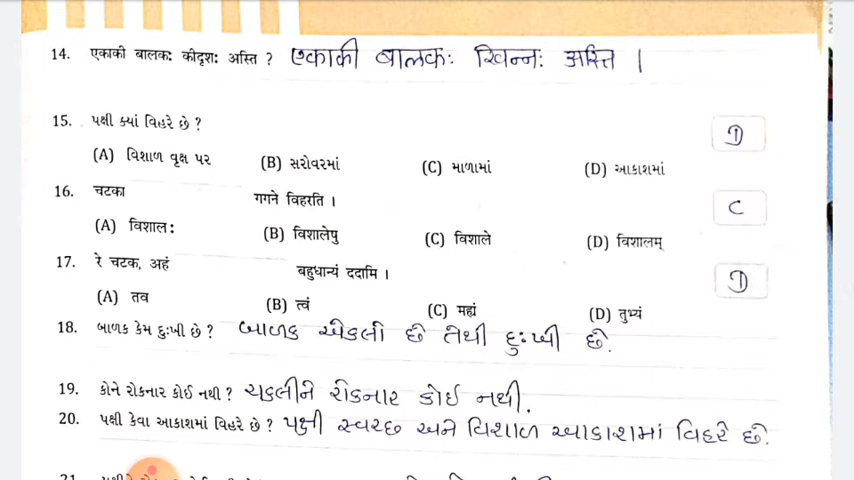 14. एकाकी बालकः कीदृशः अस्ति ? एकाकी बालकः खिन्नः अस्ति ।
15. પક્ષી ક્યાં વિહરે છે ? D
(A) વિશાળ વૃક્ષ પર (B) સરોવરમાં (C) માળામાં (D) આકાશમાં
16. चटका गगने विहरति । C
(A) विशालः (B) विशालेषु (C) विशाले (D) विशालम्
17. रे चटक, अहं बहुधान्यं ददामि । D
(A) तव (B) त्वं (C) मह्यं (D) तुभ्यं
18. બાળક કેમ દુઃખી છે ? બાળક એકલો છે તેથી દુઃખી છે.
19. કોને રોકનાર કોઈ નથી ? ચકલીને રોકનાર કોઈ નથી.
20. પક્ષી કેવા આકાશમાં વિહરે છે ? પક્ષી સ્વચ્છ અને વિશાળ આકાશમાં વિહરે છે.
21.